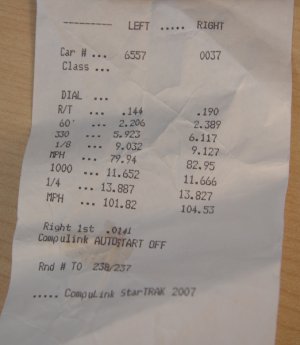 ---------- LEFT ..... RIGHT
Car # ... 6557 0037
Class ...
DIAL ...
R/T ... .144 .190
60' ... 2.206 2.389
330 ... 5.923 6.117
1/8 ... 9.032 9.127
MPH ... 79.94 82.95
1000 ... 11.652 11.666
1/4 ... 13.887 13.827
MPH ... 101.82 104.53
Right 1st .0141
Compulink AUTOSTART OFF
Rnd # TO 238/237
..... CompuLink StarTRAK 2007